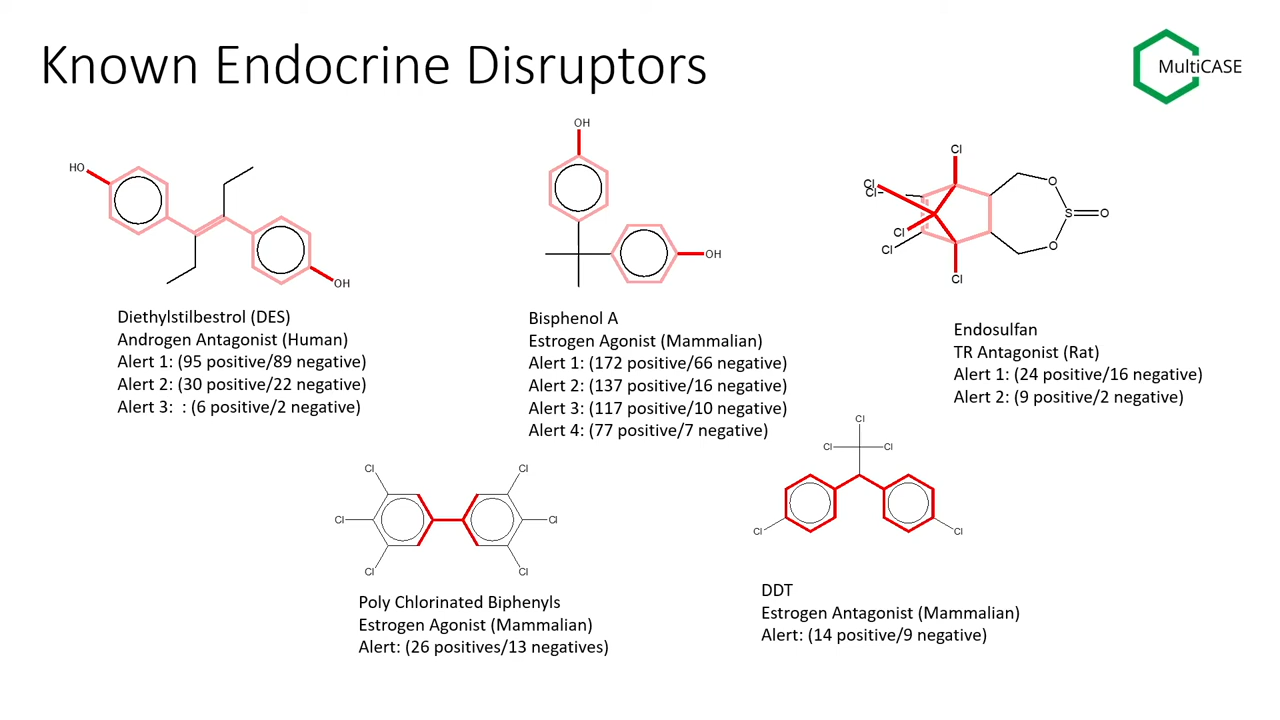 Known Endocrine Disruptors
MultiCASE
HO
OH
Diethylstilbestrol (DES)
Androgen Antagonist (Human)
Alert 1: (95 positive/89 negative)
Alert 2: (30 positive/22 negative)
Alert 3:  : (6 positive/2 negative)
OH
OH
Bisphenol A
Estrogen Agonist (Mammalian)
Alert 1: (172 positive/66 negative)
Alert 2: (137 positive/16 negative)
Alert 3: (117 positive/10 negative)
Alert 4: (77 positive/7 negative)
Cl
Cl
Cl
Cl
Cl
Cl
O
S
O
O
Endosulfan
TR Antagonist (Rat)
Alert 1: (24 positive/16 negative)
Alert 2: (9 positive/2 negative)
Cl
Cl
Cl
Cl
Cl
Cl
Poly Chlorinated Biphenyls
Estrogen Agonist (Mammalian)
Alert: (26 positives/13 negatives)
Cl
Cl
Cl
Cl
Cl
DDT
Estrogen Antagonist (Mammalian)
Alert: (14 positive/9 negative)